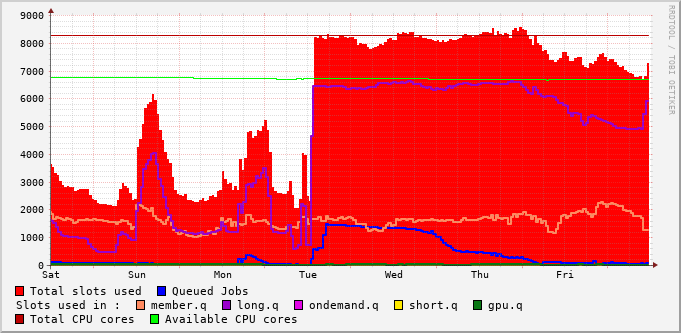 9000
8000
7000
6000
5000
4000
3000
2000
1000
0
Sat Sun Mon Tue Wed Thu Fri
RRDTOOL / TOBI OETIKER
Total slots used Queued Jobs
Slots used in : member.q long.q ondemand.q short.q gpu.q
Total CPU cores Available CPU cores